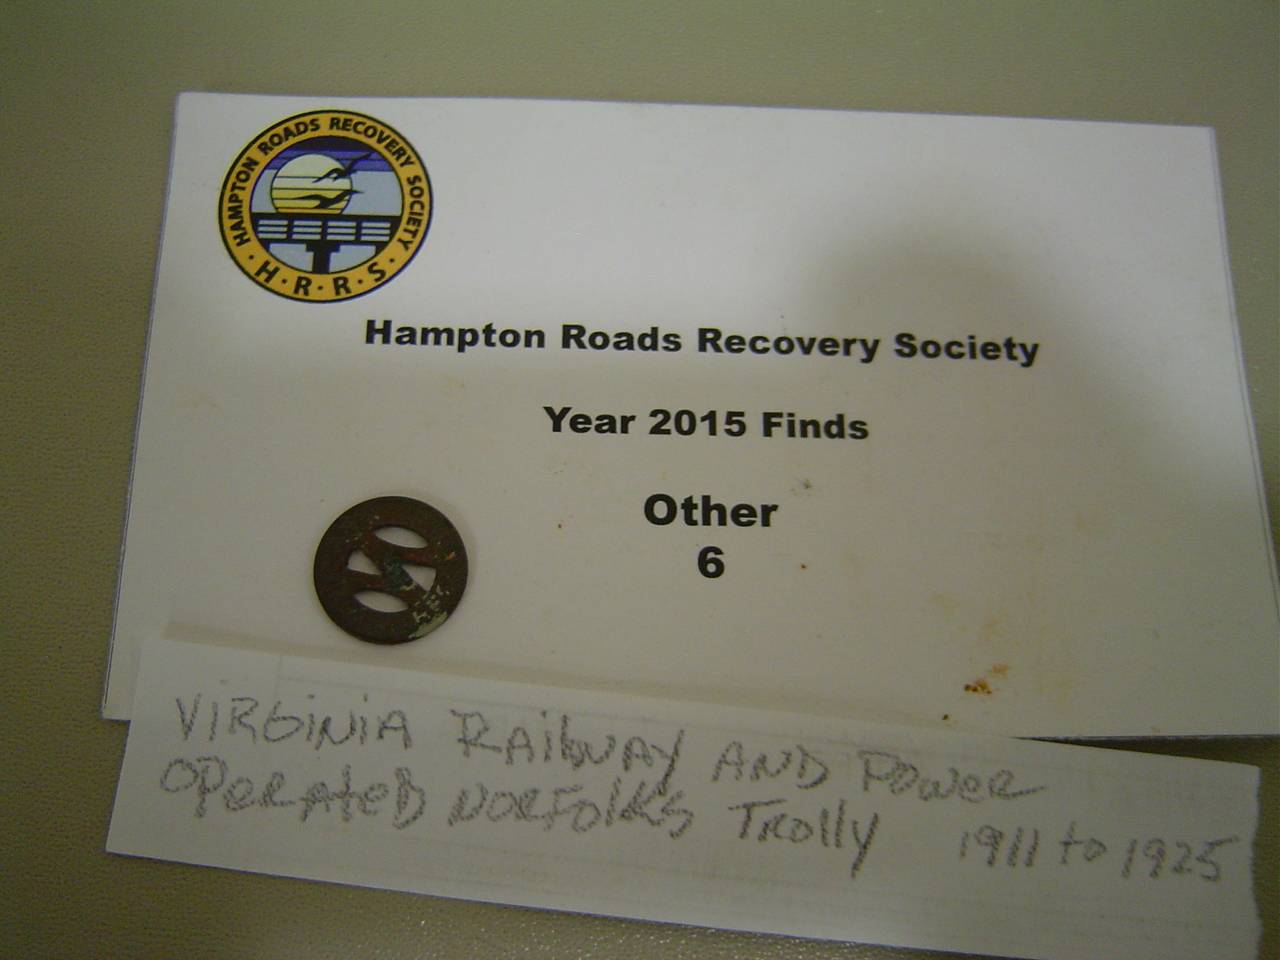 HAMPTON ROADS RECOVERY SOCIETY
· H · R · R · S ·
Hampton Roads Recovery Society
Year 2015 Finds
Other
6
VIRGiNiA RAilWAY AND POWER
OPERAteD NORFOlKS TROlly 1911 to 1925